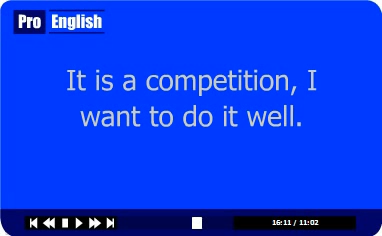 Pro English
It is a competition, I
want to do it well.
16:11 / 11:02